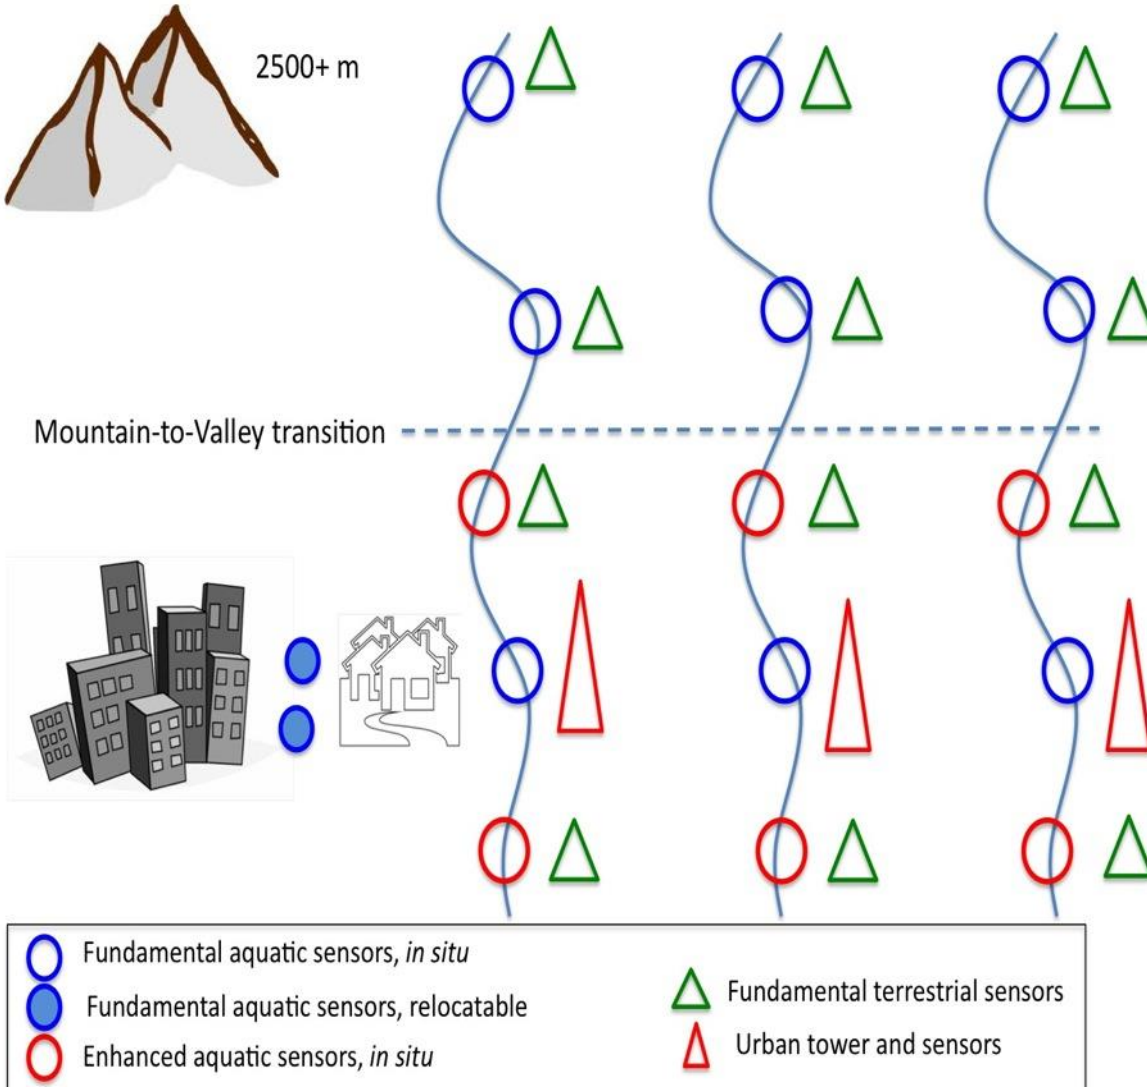 2500+ m
Mountain-to-Valley transition
Fundamental aquatic sensors, in situ
Fundamental aquatic sensors, relocatable
Enhanced aquatic sensors, in situ
Fundamental terrestrial sensors
Urban tower and sensors